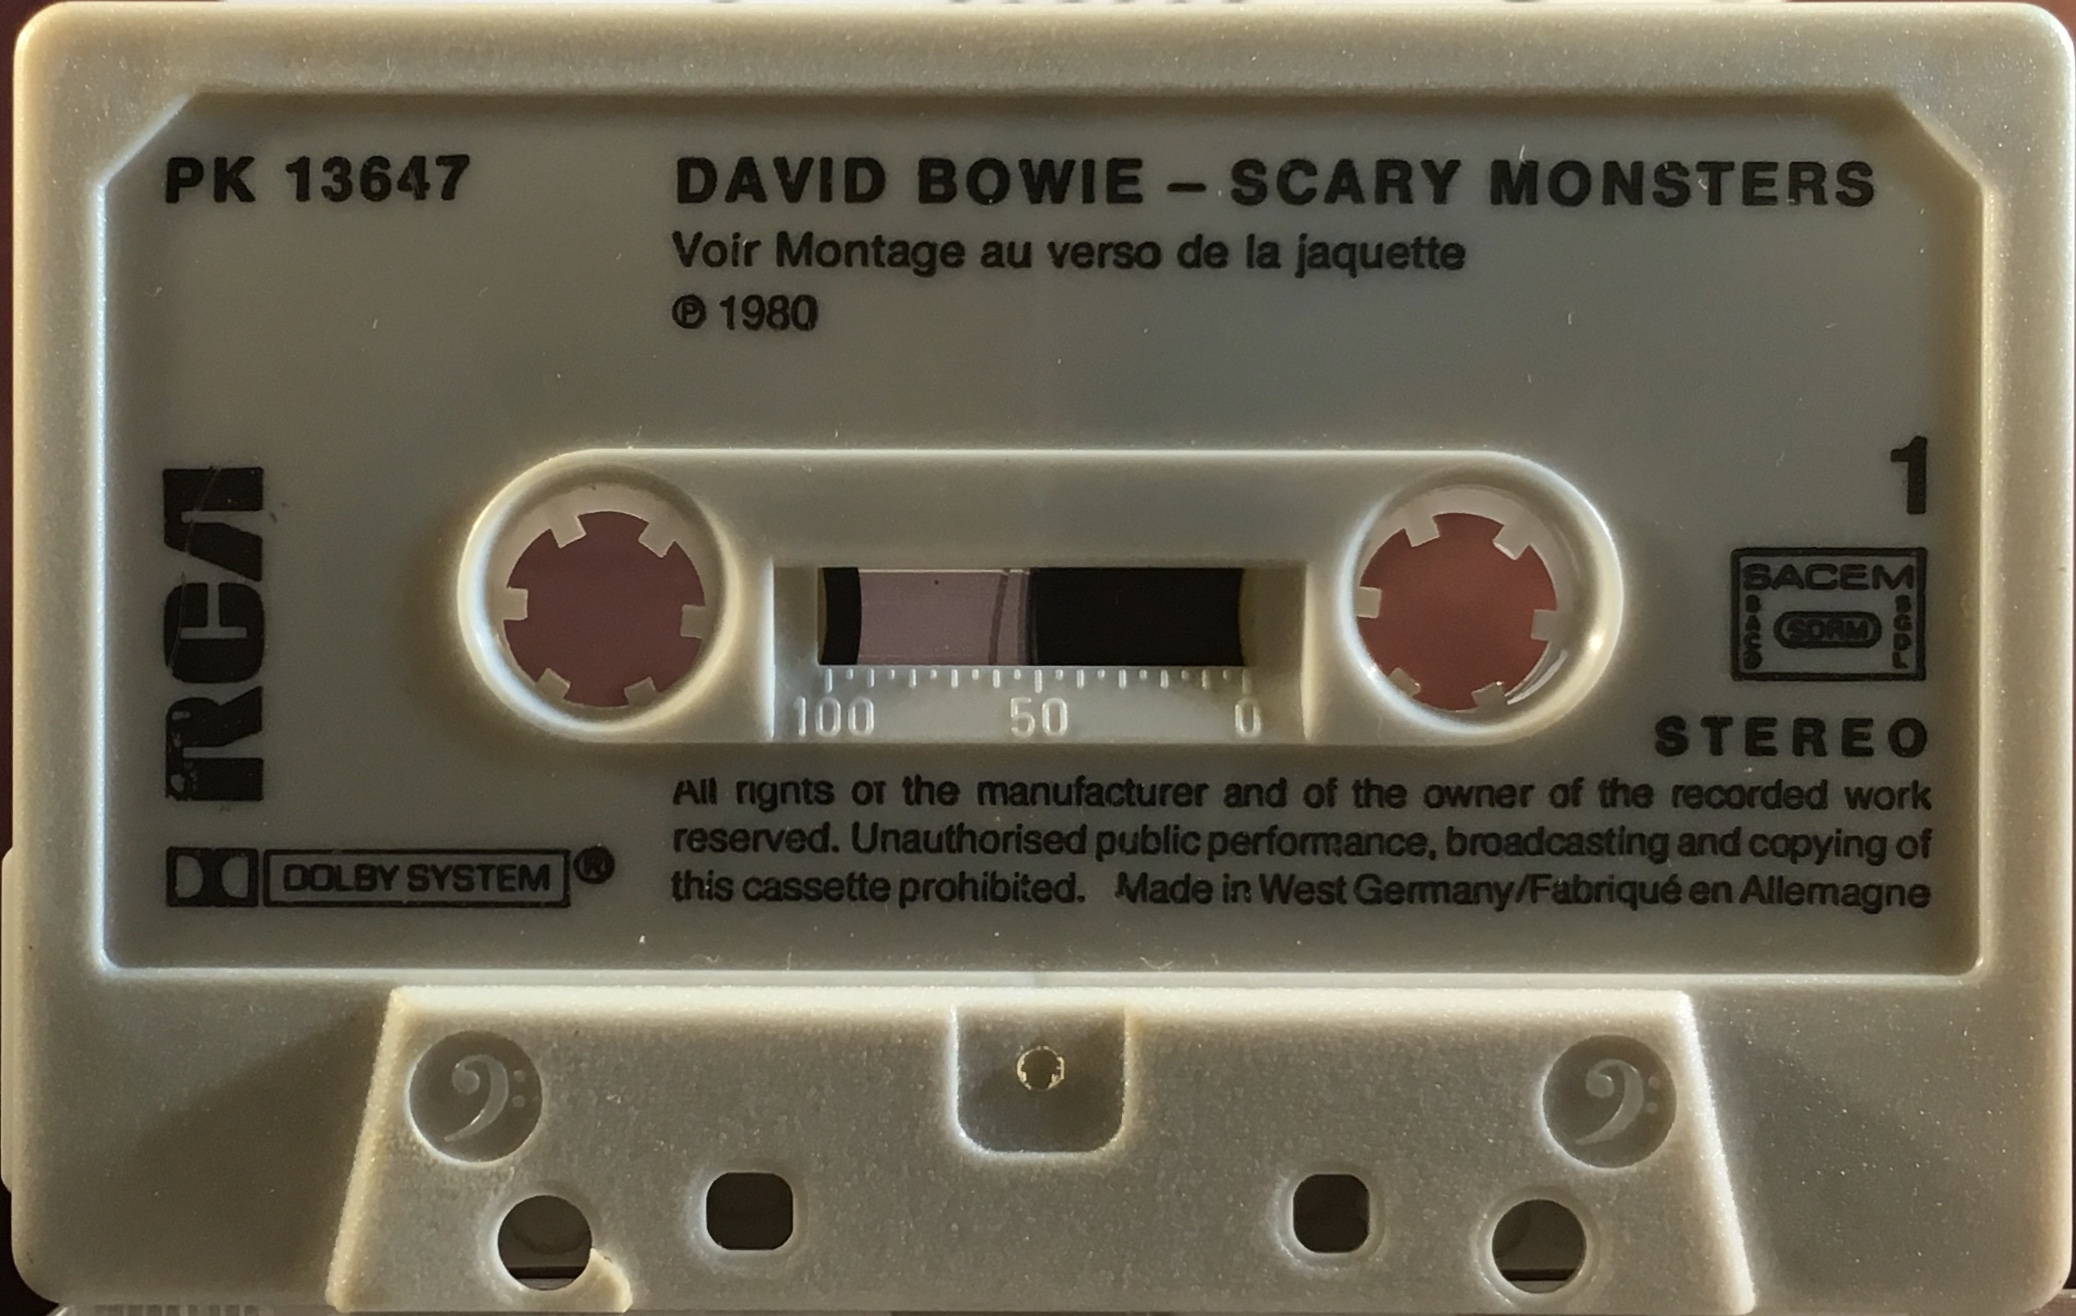 PK 13647
DAVID BOWIE – SCARY MONSTERS
Voir Montage au verso de la jaquette
℗ 1980
RCA
1
SACEM
SACD
SDRM
SGDL
100 50 0
STEREO
All rights of the manufacturer and of the owner of the recorded work
reserved. Unauthorised public performance, broadcasting and copying of
this cassette prohibited. Made in West Germany/Fabriqué en Allemagne
DOLBY SYSTEM ®